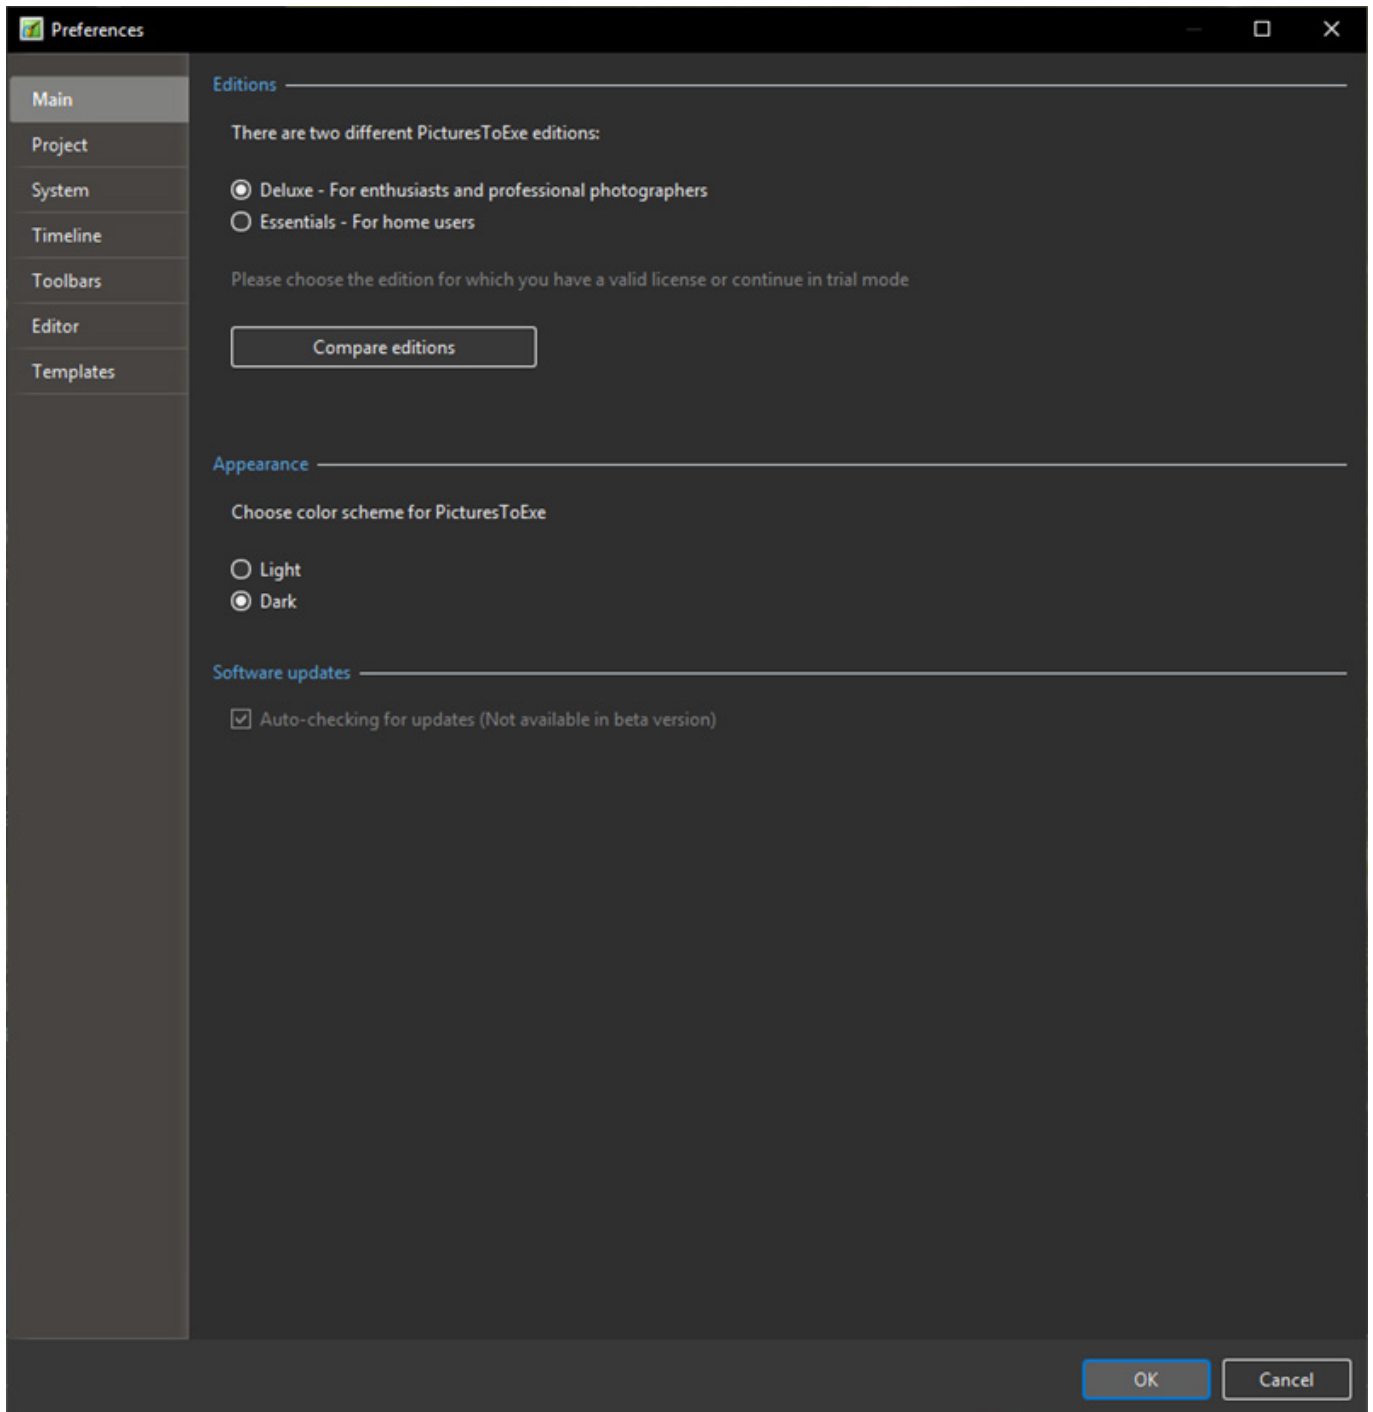 Preferences
Main
Project
System
Timeline
Toolbars
Editor
Templates
Editions
There are two different PicturesToExe editions:
Deluxe - For enthusiasts and professional photographers
Essentials - For home users
Please choose the edition for which you have a valid license or continue in trial mode
Compare editions
Appearance
Choose color scheme for PicturesToExe
Light
Dark
Software updates
Auto-checking for updates (Not available in beta version)
OK
Cancel